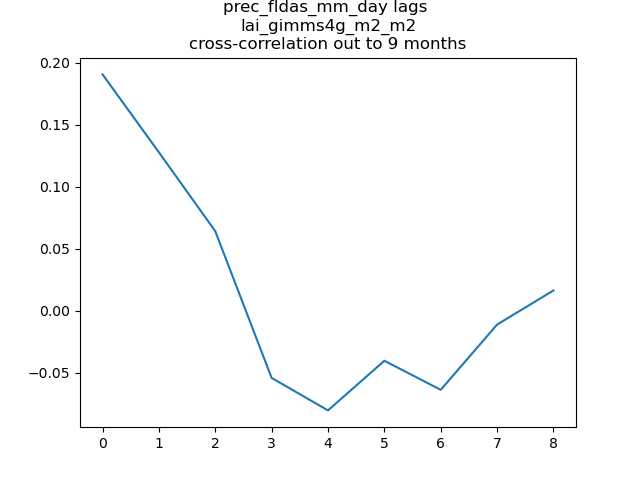 prec_fldas_mm_day lags
lai_gimms4g_m2_m2
cross-correlation out to 9 months
0.20
0.15
0.10
0.05
0.00
−0.05
0 1 2 3 4 5 6 7 8